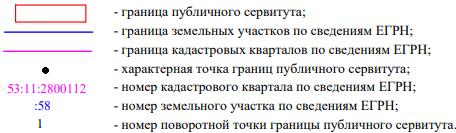 - граница публичного сервитута;
- граница земельных участков по сведениям ЕГРН;
- граница кадастровых кварталов по сведениям ЕГРН;
- характерная точка границ публичного сервитута;
53:11:2800112 - номер кадастрового квартала по сведениям ЕГРН;
:58 - номер земельного участка по сведениям ЕГРН;
1 - номер поворотной точки границы публичного сервитута.